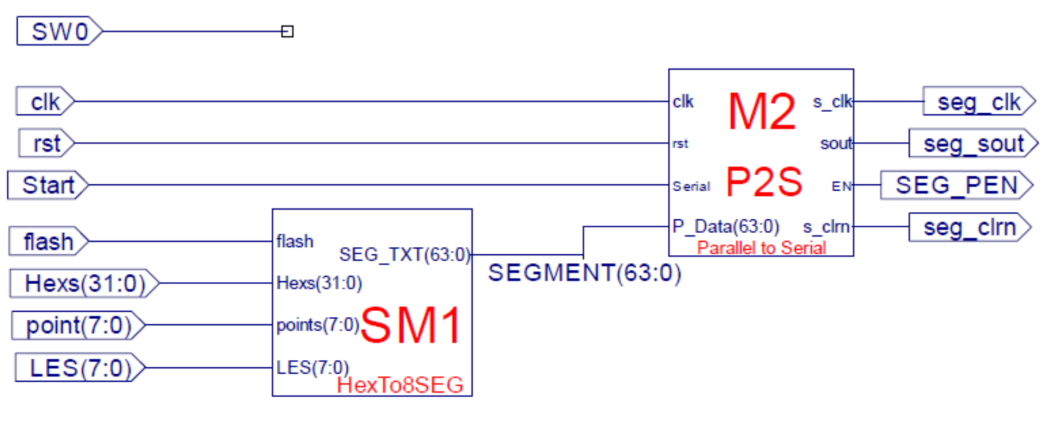 SW0
clk
rst
Start
flash
Hexs(31:0)
point(7:0)
LES(7:0)
flash
SEG_TXT(63:0)
Hexs(31:0)
points(7:0)
SM1
LES(7:0)
HexTo8SEG
SEGMENT(63:0)
clk
M2
s_clk
rst
sout
Serial
P2S
EN
P_Data(63:0)
s_clrn
Parallel to Serial
seg_clk
seg_sout
SEG_PEN
seg_clrn